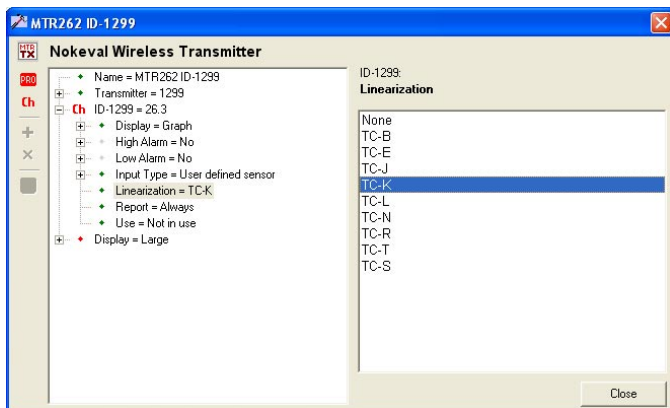 MTR262 ID-1299
MTR
TX
Nokeval Wireless Transmitter
PRO
Ch
Name = MTR262 ID-1299
Transmitter = 1299
Ch ID-1299 = 26.3
Display = Graph
High Alarm = No
Low Alarm = No
Input Type = User defined sensor
Linearization = TC-K
Report = Always
Use = Not in use
Display = Large
ID-1299:
Linearization
None
TC-B
TC-E
TC-J
TC-K
TC-L
TC-N
TC-R
TC-T
TC-S
Close